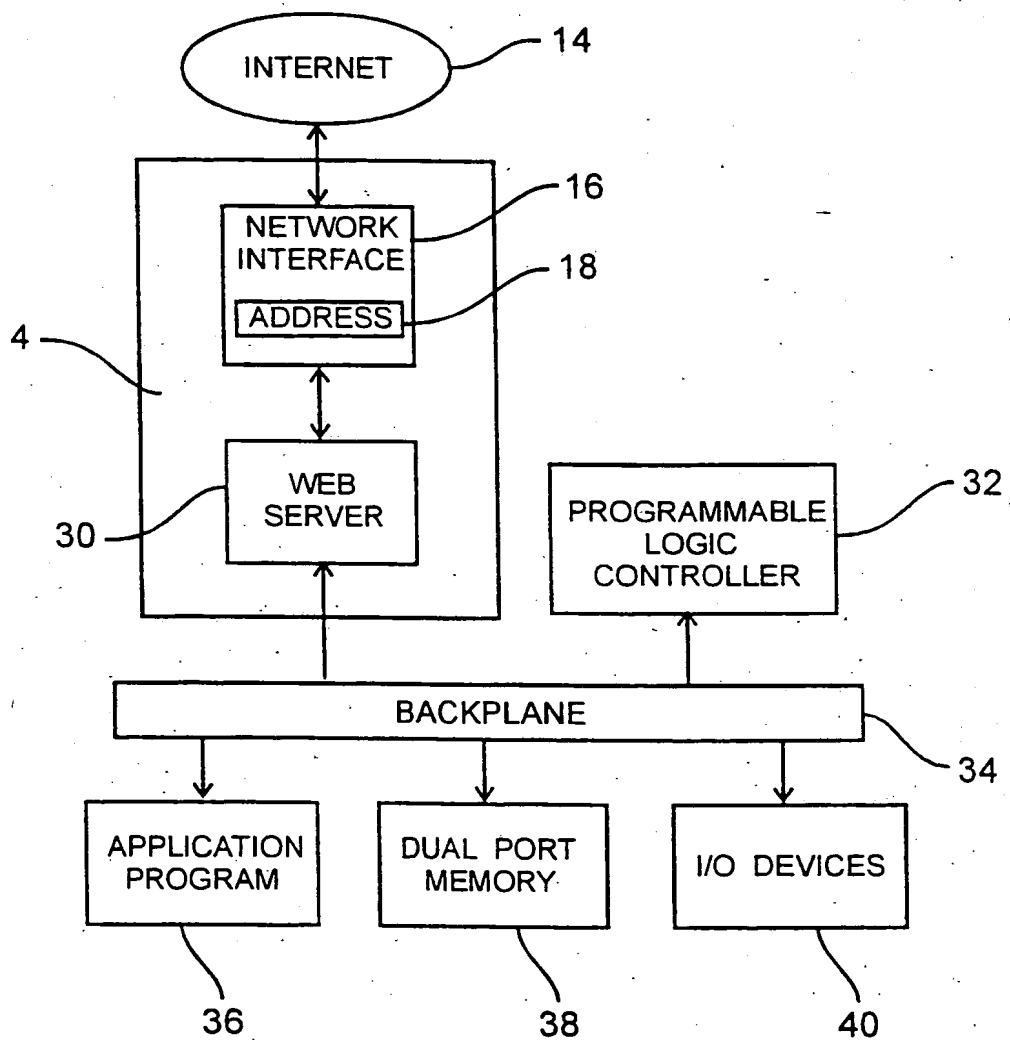 INTERNET
14
NETWORK
INTERFACE
16
18
ADDRESS
4
WEB
SERVER
30
PROGRAMMABLE
LOGIC
CONTROLLER
32
BACKPLANE
34
APPLICATION
PROGRAM
DUAL PORT
MEMORY
I/O DEVICES
36
38
40